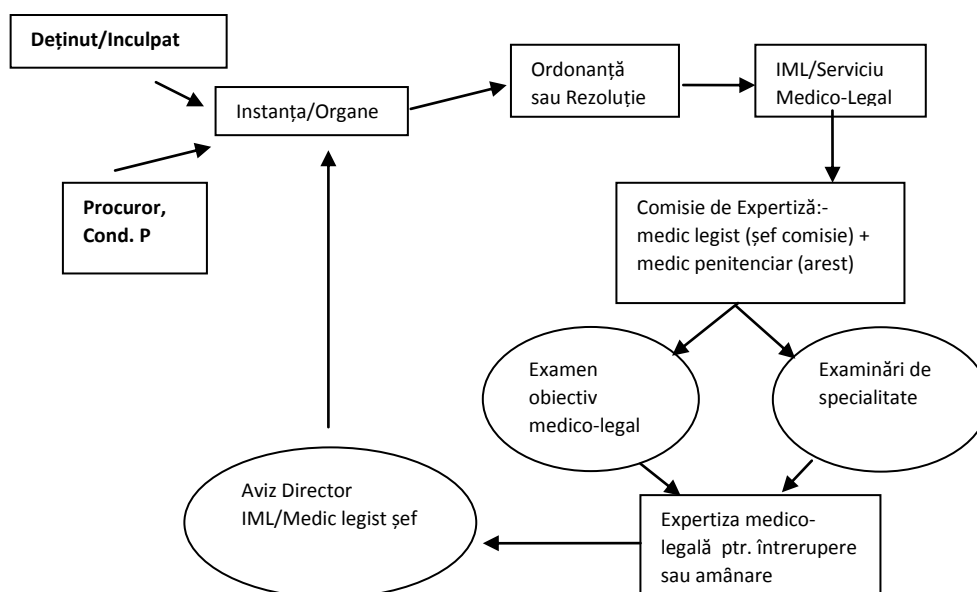 Deținut/Inculpat
Instanța/Organe
Procuror,
Cond. P
Ordonanță
sau Rezoluție
IML/Serviciu
Medico-Legal
Comisie de Expertiză:-
medic legist (șef comisie) +
medic penitenciar (arest)
Examen
obiectiv
medico-legal
Examinări de
specialitate
Expertiza medico-
legală ptr. întrerupere
sau amânare
Aviz Director
IML/Medic legist șef